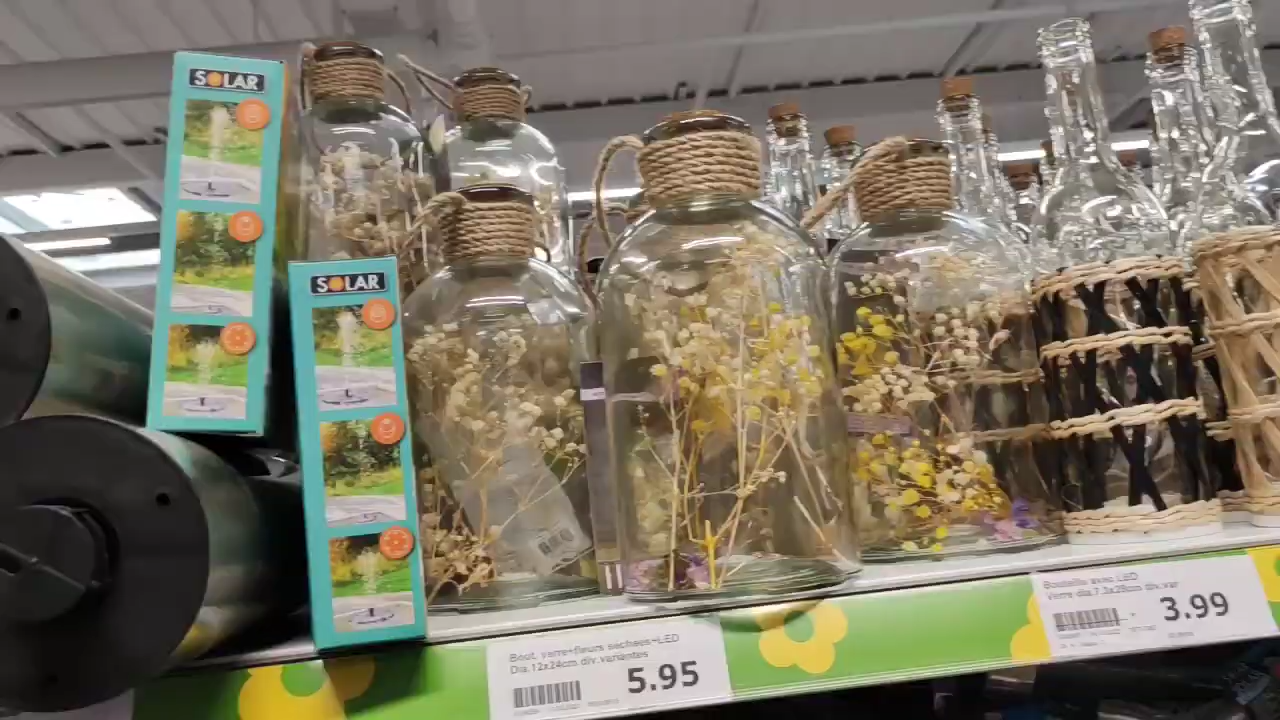 SOLAR
SOLAR
Bout. verre+fleurs séchées+LED
Dia.12x24cm div.variantes
5.95
Bouteille avec LED
Verre dia.7.3x28cm div.var
3.99